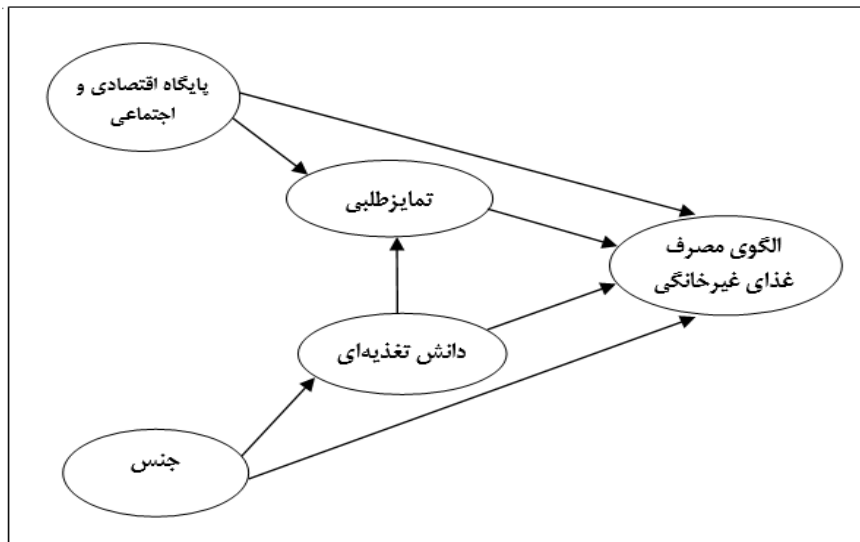 پایگاه اقتصادی و
اجتماعی
تمایزطلبی
الگوی مصرف
غذای غیرخانگی
دانش تغذیه‌ای
جنس